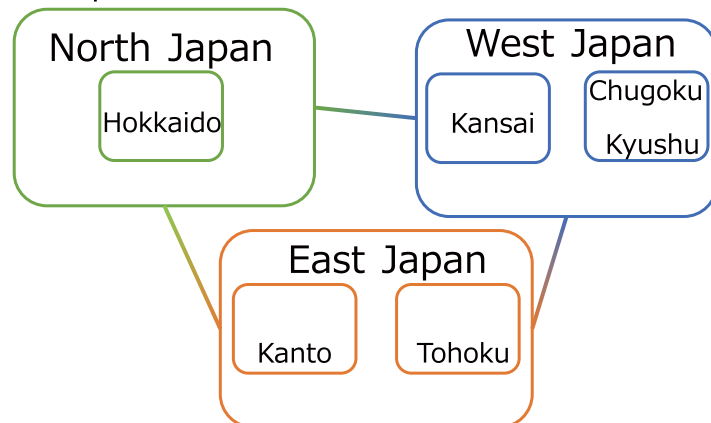 North Japan
Hokkaido
West Japan
Kansai
Chugoku
Kyushu
East Japan
Kanto
Tohoku